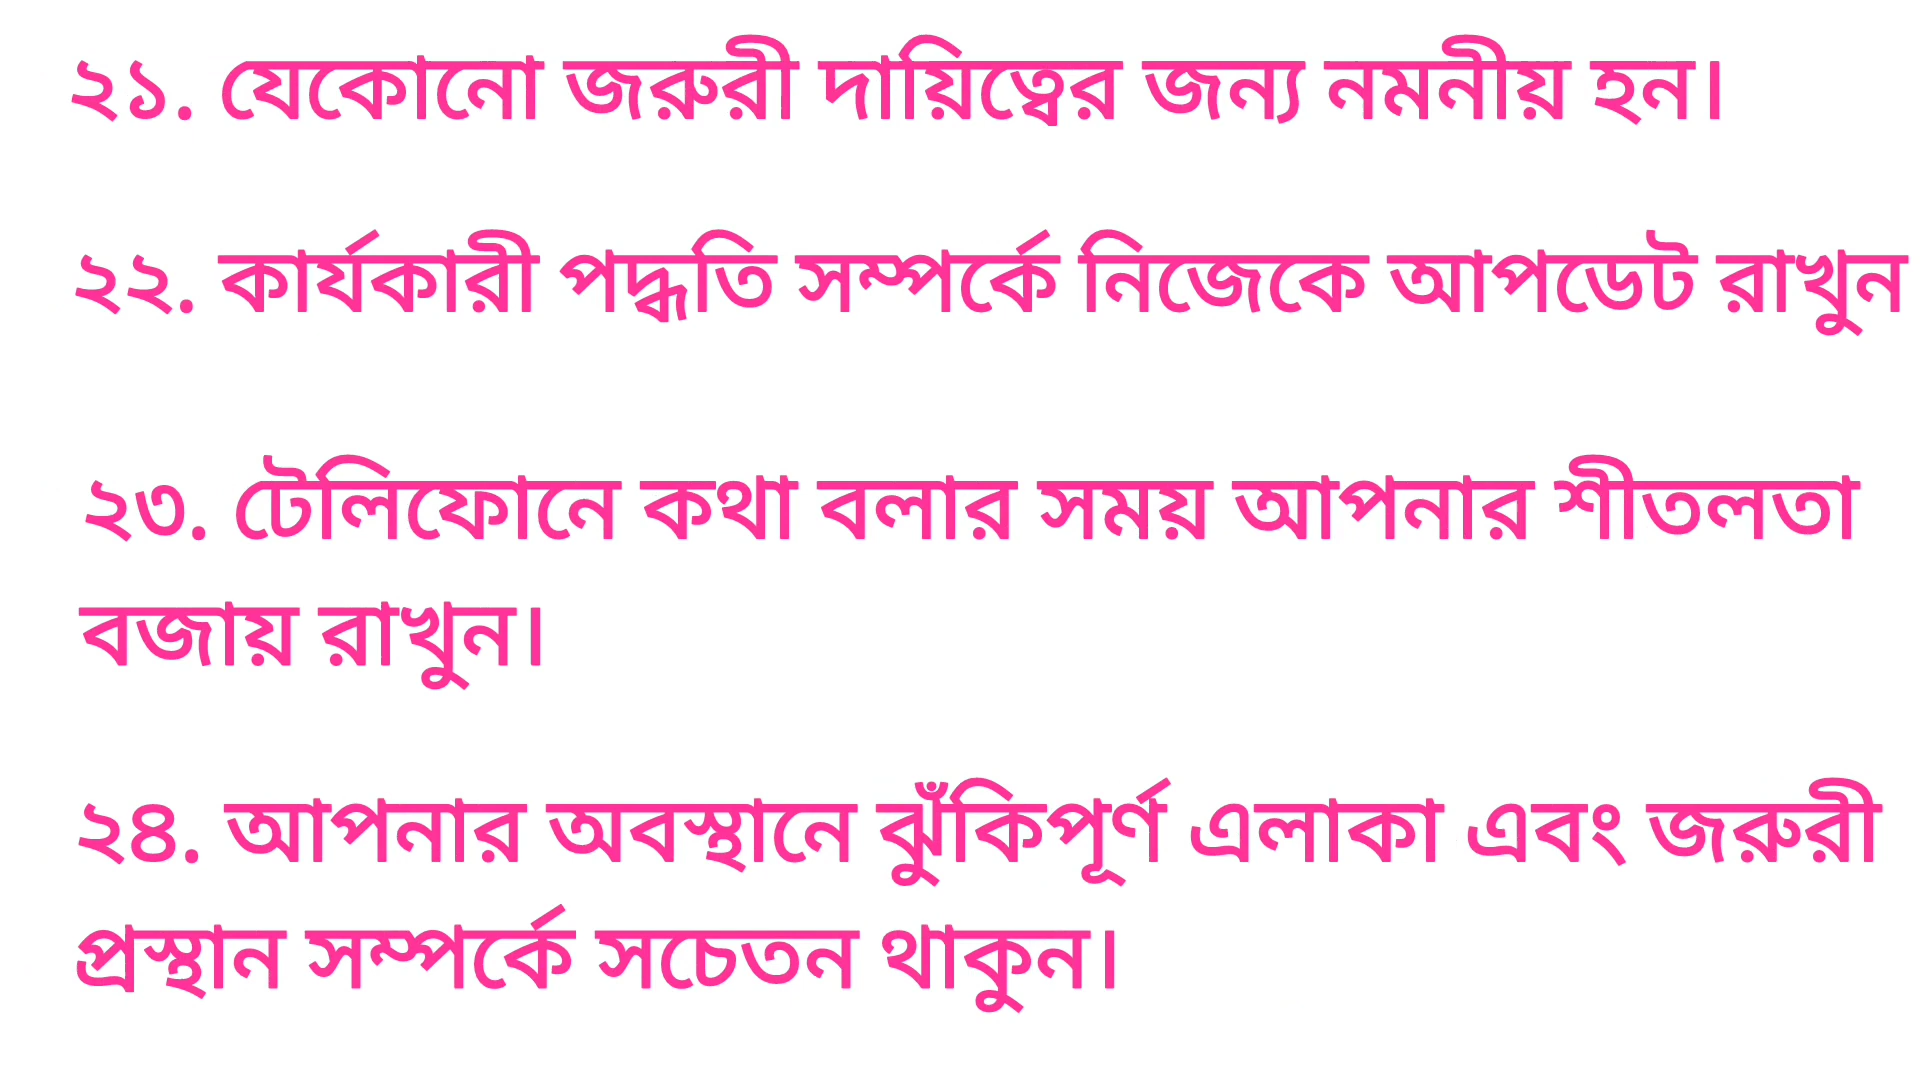 ২১. যেকোনো জরুরী দায়িত্বের জন্য নমনীয় হন।
২২. কার্যকারী পদ্ধতি সম্পর্কে নিজেকে আপডেট রাখুন
২৩. টেলিফোনে কথা বলার সময় আপনার শীতলতা
বজায় রাখুন।
২৪. আপনার অবস্থানে ঝুঁকিপূর্ণ এলাকা এবং জরুরী
প্রস্থান সম্পর্কে সচেতন থাকুন।